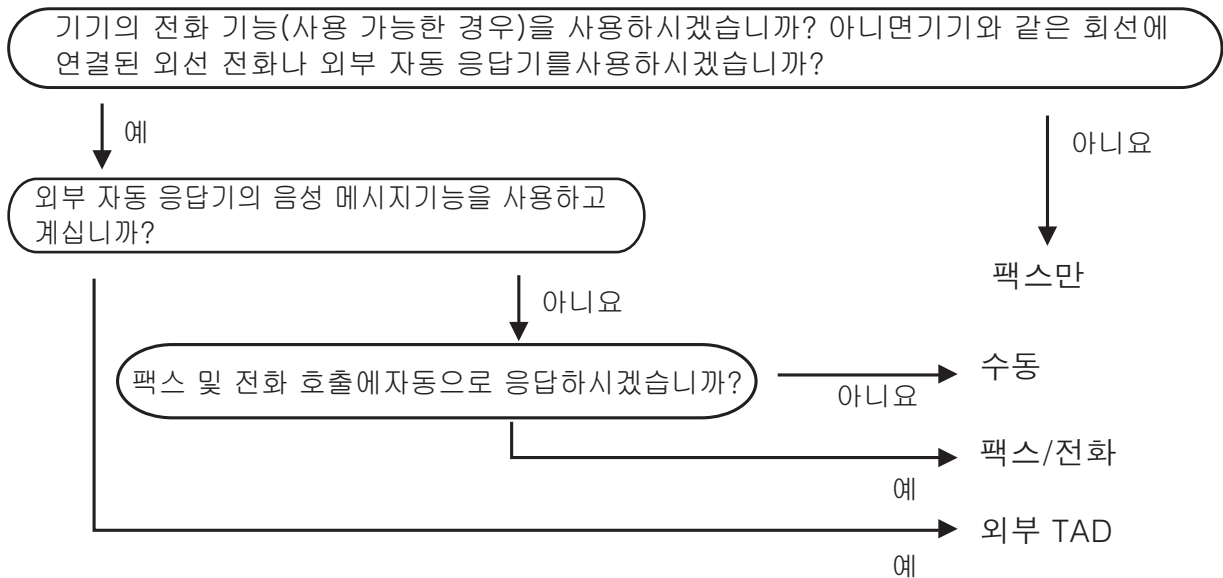 기기의 전화 기능(사용 가능한 경우)을 사용하시겠습니까? 아니면기기와 같은 회선에
연결된 외선 전화나 외부 자동 응답기를사용하시겠습니까?
예
아니요
외부 자동 응답기의 음성 메시지기능을 사용하고
계십니까?
팩스만
아니요
팩스 및 전화 호출에자동으로 응답하시겠습니까?
수동
아니요
팩스/전화
예
외부 TAD
예